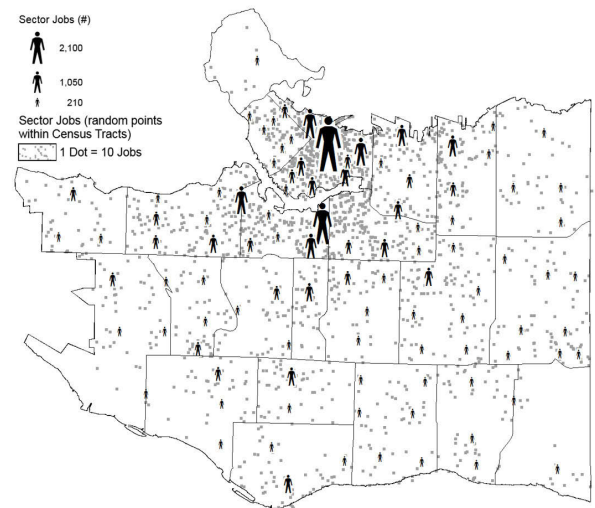 Sector Jobs (#)
2,100
1,050
210
Sector Jobs (random points
within Census Tracts)
1 Dot = 10 Jobs